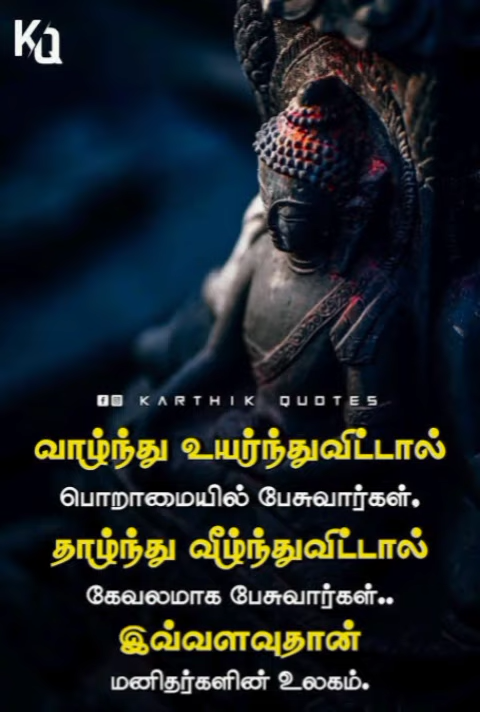 KQ
KARTHIK QUOTES
வாழ்ந்து உயர்ந்துவிட்டால்
பொறாமையில் பேசுவார்கள்.
தாழ்ந்து வீழ்ந்துவிட்டால்
கேவலமாக பேசுவார்கள்..
இவ்வளவுதான்
மனிதர்களின் உலகம்.